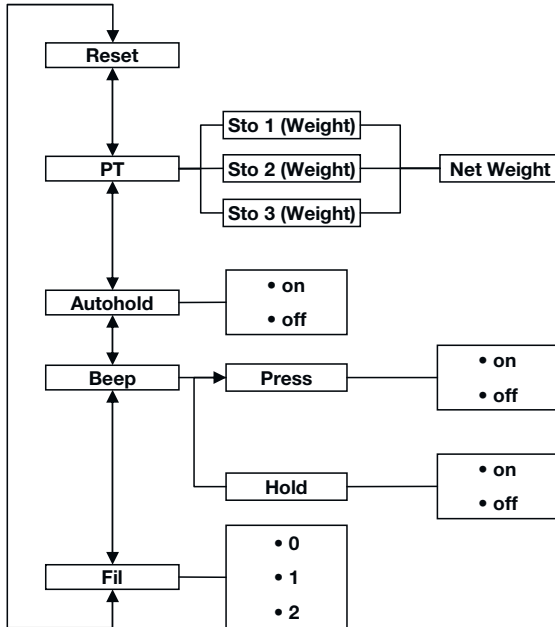 Reset
PT
Sto 1 (Weight)
Sto 2 (Weight)
Sto 3 (Weight)
Net Weight
Autohold
• on
• off
Beep
Press
• on
• off
Hold
• on
• off
Fil
• 0
• 1
• 2